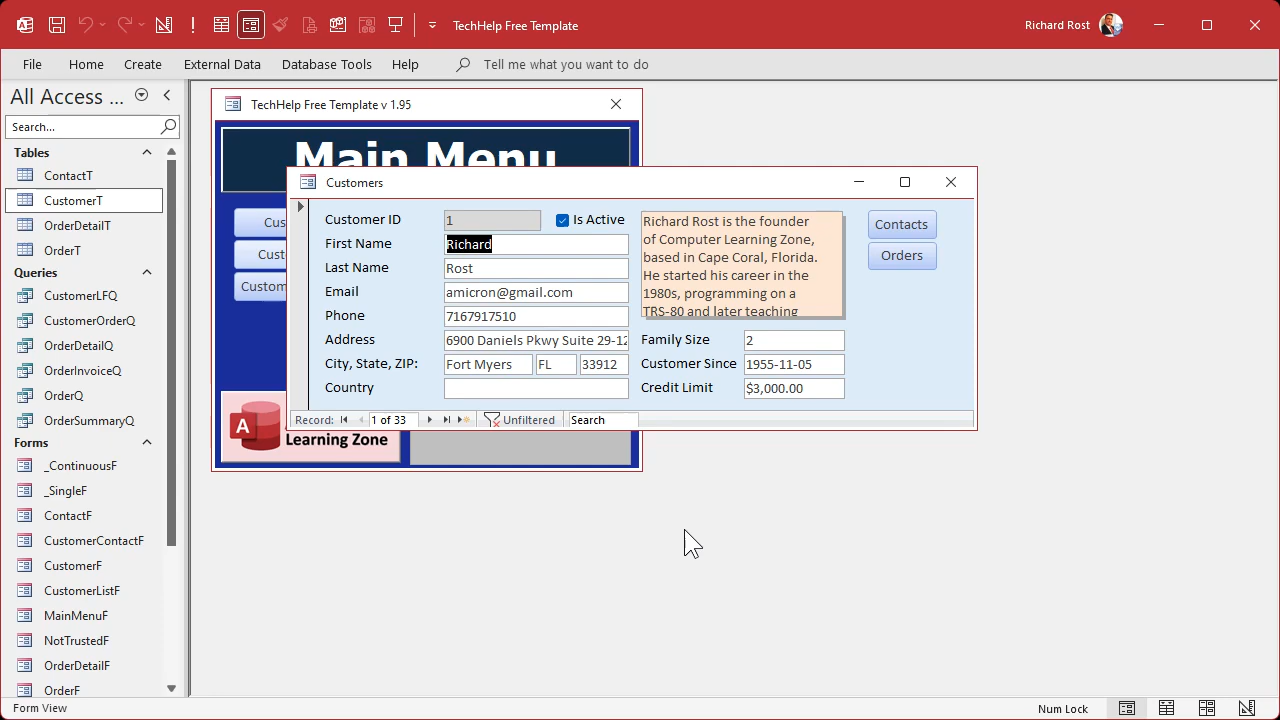 TechHelp Free Template
Richard Rost
File Home Create External Data Database Tools Help Tell me what you want to do
All Access ...
Search...
Tables
ContactT
CustomerT
OrderDetailT
OrderT
Queries
CustomerLFQ
CustomerOrderQ
OrderDetailQ
OrderInvoiceQ
OrderQ
OrderSummaryQ
Forms
_ContinuousF
_SingleF
ContactF
CustomerContactF
CustomerF
CustomerListF
MainMenuF
NotTrustedF
OrderDetailF
OrderF
TechHelp Free Template v 1.95
Main Menu
Cus
Cust
Custom
A
Learning Zone
Customers
Customer ID 1 Is Active
First Name Richard
Last Name Rost
Email amicron@gmail.com
Phone 7167917510
Address 6900 Daniels Pkwy Suite 29-12
City, State, ZIP: Fort Myers FL 33912
Country
Richard Rost is the founder
of Computer Learning Zone,
based in Cape Coral, Florida.
He started his career in the
1980s, programming on a
TRS-80 and later teaching
Family Size 2
Customer Since 1955-11-05
Credit Limit $3,000.00
Contacts
Orders
Record: 1 of 33 Unfiltered Search
Form View
Num Lock